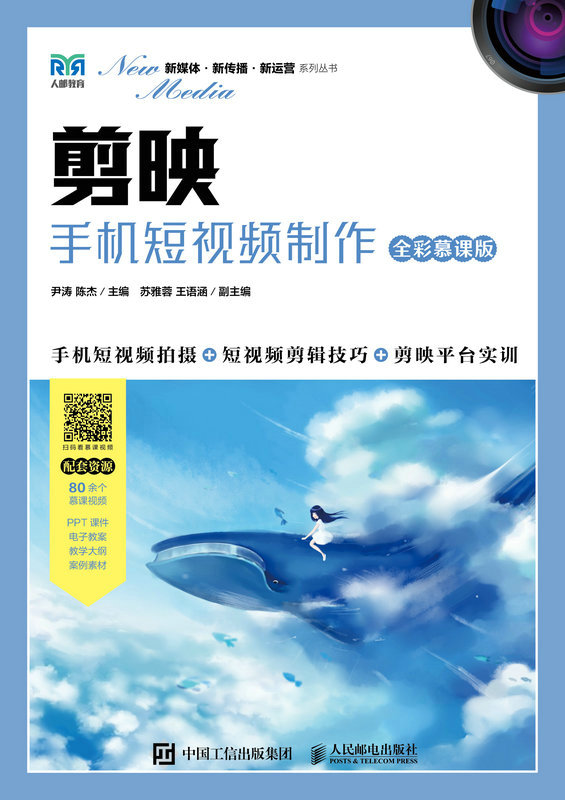 人邮教育
New Media
新媒体·新传播·新运营 系列丛书
剪映
手机短视频制作 全彩慕课版
尹涛 陈杰 / 主编 苏雅蓉 王语涵 / 副主编
手机短视频拍摄 + 短视频剪辑技巧 + 剪映平台实训
扫码看慕课视频
配套资源
80 余个
慕课视频
PPT 课件
电子教案
教学大纲
案例素材
中国工信出版集团
人民邮电出版社
POSTS & TELECOM PRESS